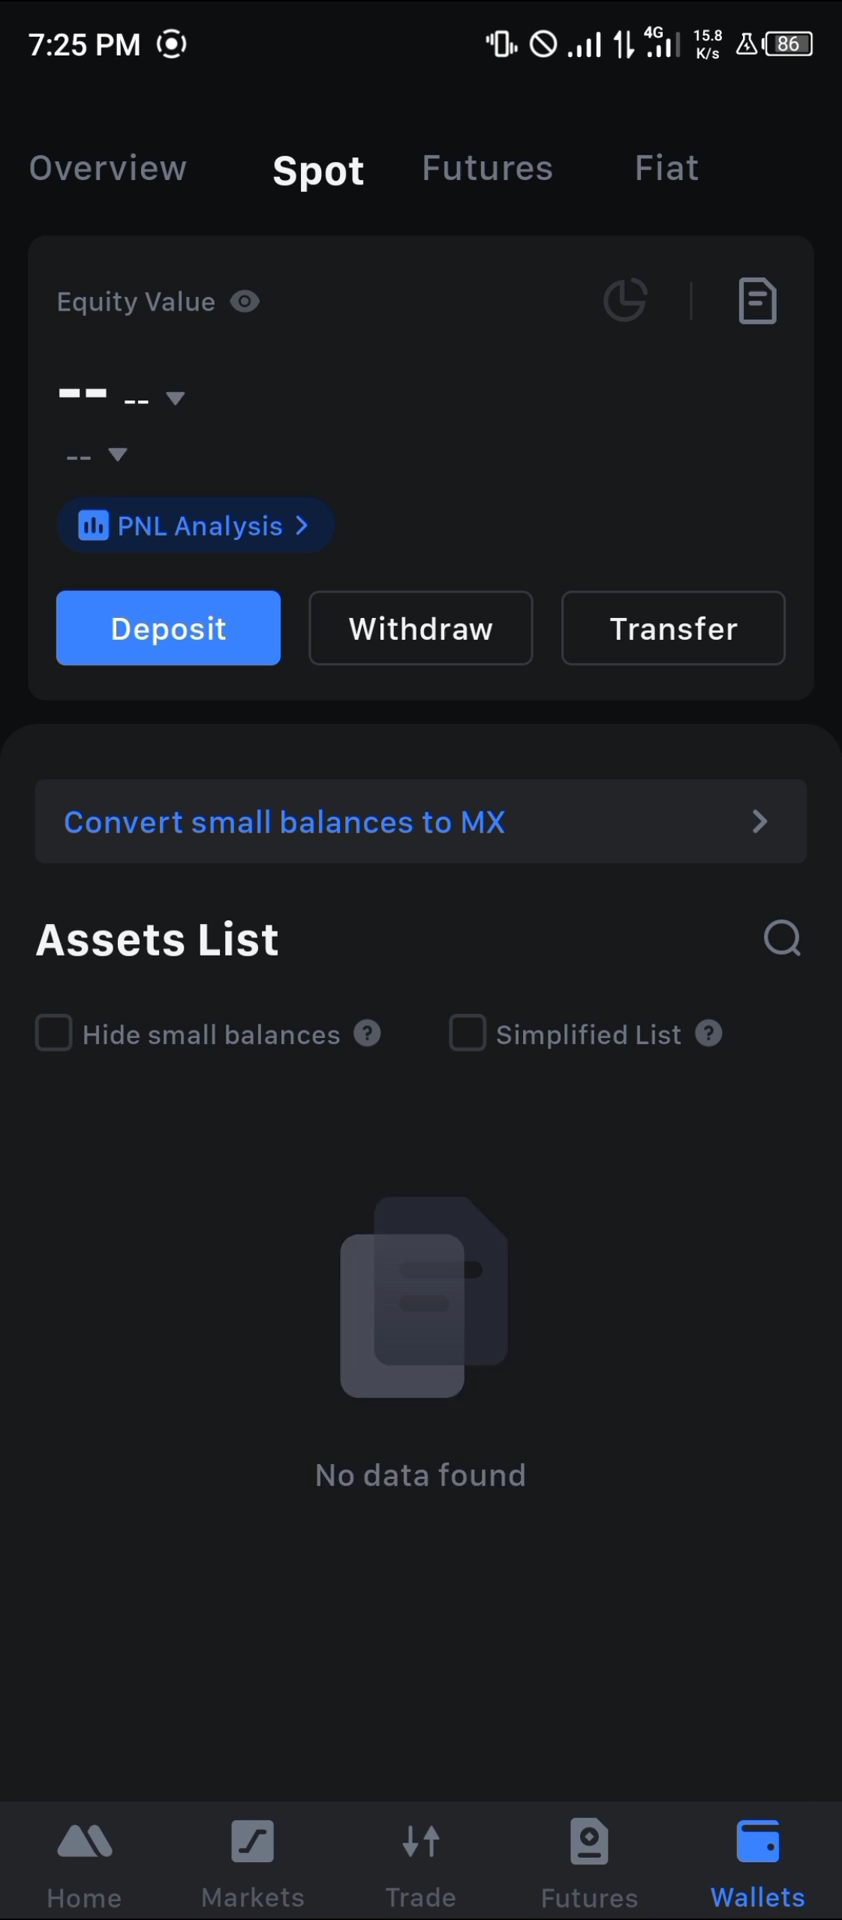 7:25 PM 4G 15.8 K/s 86
Overview Spot Futures Fiat
Equity Value
-- --
--
PNL Analysis
Deposit Withdraw Transfer
Convert small balances to MX
Assets List
Hide small balances ? Simplified List ?
No data found
Home Markets Trade Futures Wallets